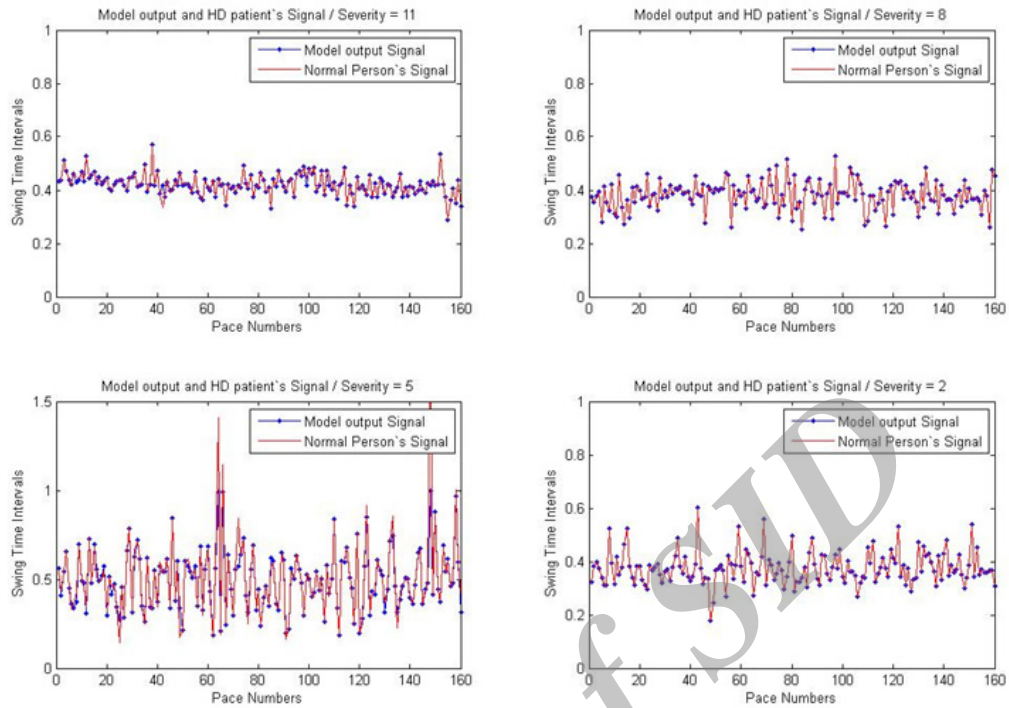 Model output and HD patient`s Signal / Severity = 11
Model output Signal
Normal Person`s Signal
Swing Time Intervals
1
0.8
0.6
0.4
0.2
0
0 20 40 60 80 100 120 140 160
Pace Numbers
Model output and HD patient`s Signal / Severity = 8
Model output Signal
Normal Person`s Signal
Swing Time Intervals
1
0.8
0.6
0.4
0.2
0
0 20 40 60 80 100 120 140 160
Pace Numbers
Model output and HD patient`s Signal / Severity = 5
Model output Signal
Normal Person`s Signal
Swing Time Intervals
1.5
1
0.5
0
0 20 40 60 80 100 120 140 160
Pace Numbers
Model output and HD patient`s Signal / Severity = 2
Model output Signal
Normal Person`s Signal
Swing Time Intervals
1
0.8
0.6
0.4
0.2
0
0 20 40 60 80 100 120 140 160
Pace Numbers
f SID